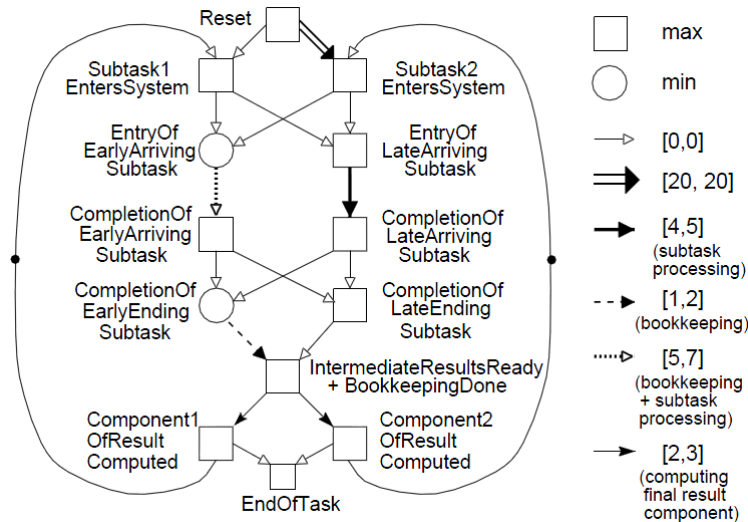 Reset
Subtask1
EntersSystem
Subtask2
EntersSystem
EntryOf
EarlyArriving
Subtask
EntryOf
LateArriving
Subtask
CompletionOf
EarlyArriving
Subtask
CompletionOf
LateArriving
Subtask
CompletionOf
EarlyEnding
Subtask
CompletionOf
LateEnding
Subtask
IntermediateResultsReady
+ BookkeepingDone
Component1
OfResult
Computed
Component2
OfResult
Computed
EndOfTask
max
min
[0,0]
[20, 20]
[4,5]
(subtask
processing)
[1,2]
(bookkeeping)
[5,7]
(bookkeeping
+ subtask
processing)
[2,3]
(computing
final result
component)